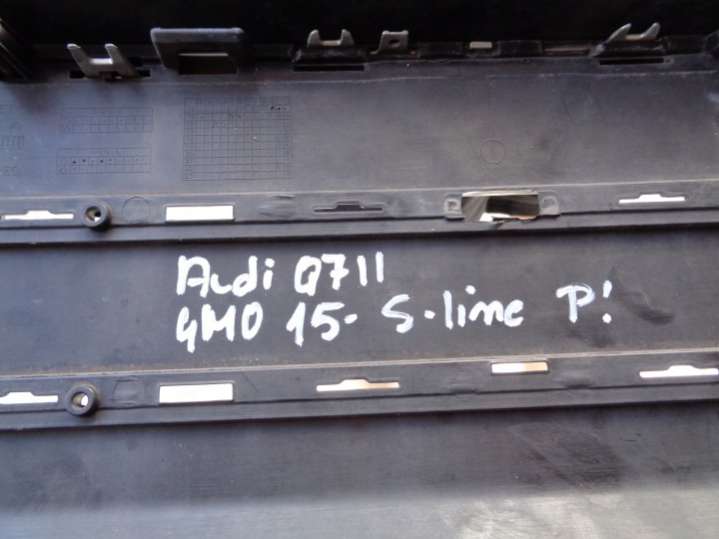 Audi Q7 II
4M0 15- S-line P!